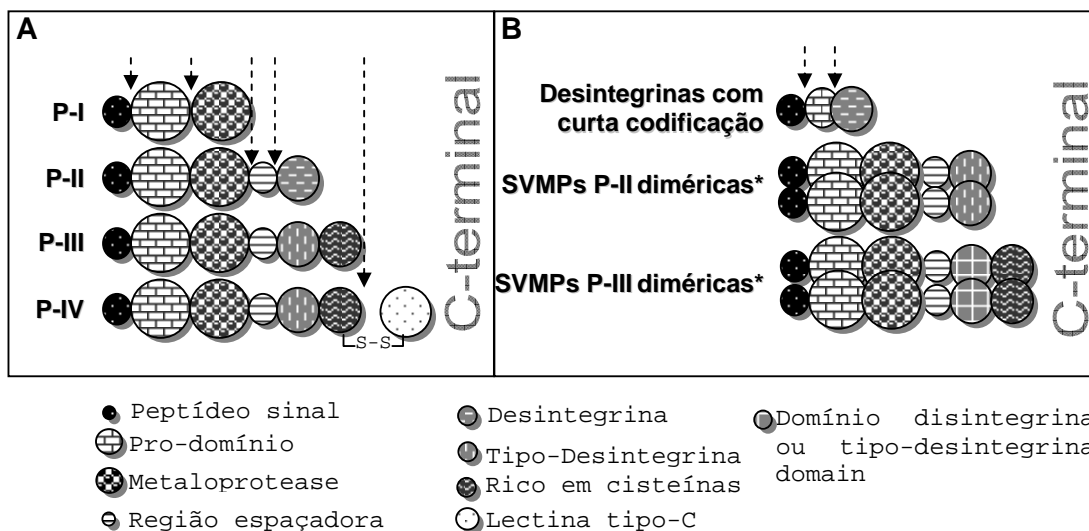 A
P-I
P-II
P-III
P-IV
S-S
C-terminal
B
Desintegrinas com
curta codificação
SVMPs P-II diméricas*
SVMPs P-III diméricas*
C-terminal
Peptídeo sinal
Pro-domínio
Metaloprotease
Região espaçadora
Desintegrina
Tipo-Desintegrina
Rico em cisteínas
Lectina tipo-C
Domínio disintegrina
ou tipo-desintegrina
domain